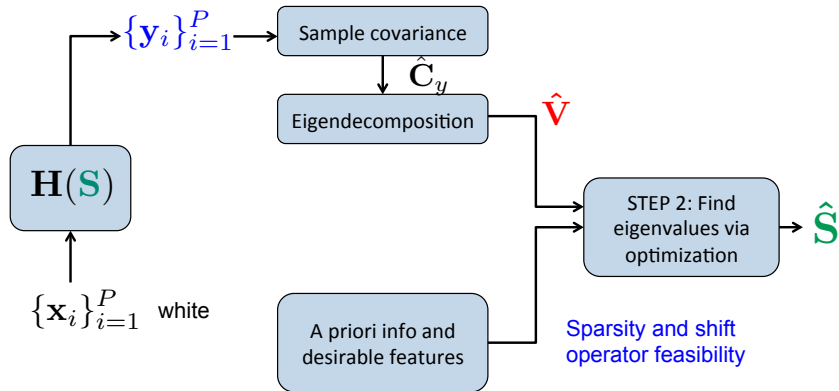 {y_i}_{i=1}^P
Sample covariance
Ĉ_y
Eigendecomposition
V̂
H(S)
STEP 2: Find
eigenvalues via
optimization
Ŝ
{x_i}_{i=1}^P white
A priori info and
desirable features
Sparsity and shift
operator feasibility